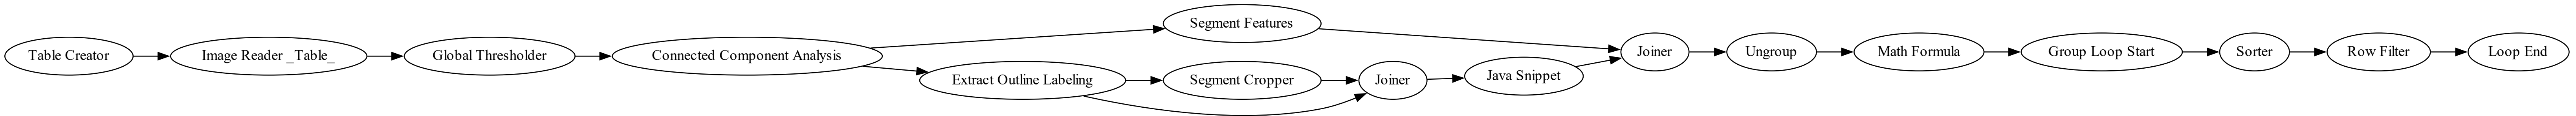 Table Creator
Image Reader _Table_
Global Thresholder
Connected Component Analysis
Segment Features
Extract Outline Labeling
Segment Cropper
Joiner
Java Snippet
Joiner
Ungroup
Math Formula
Group Loop Start
Sorter
Row Filter
Loop End